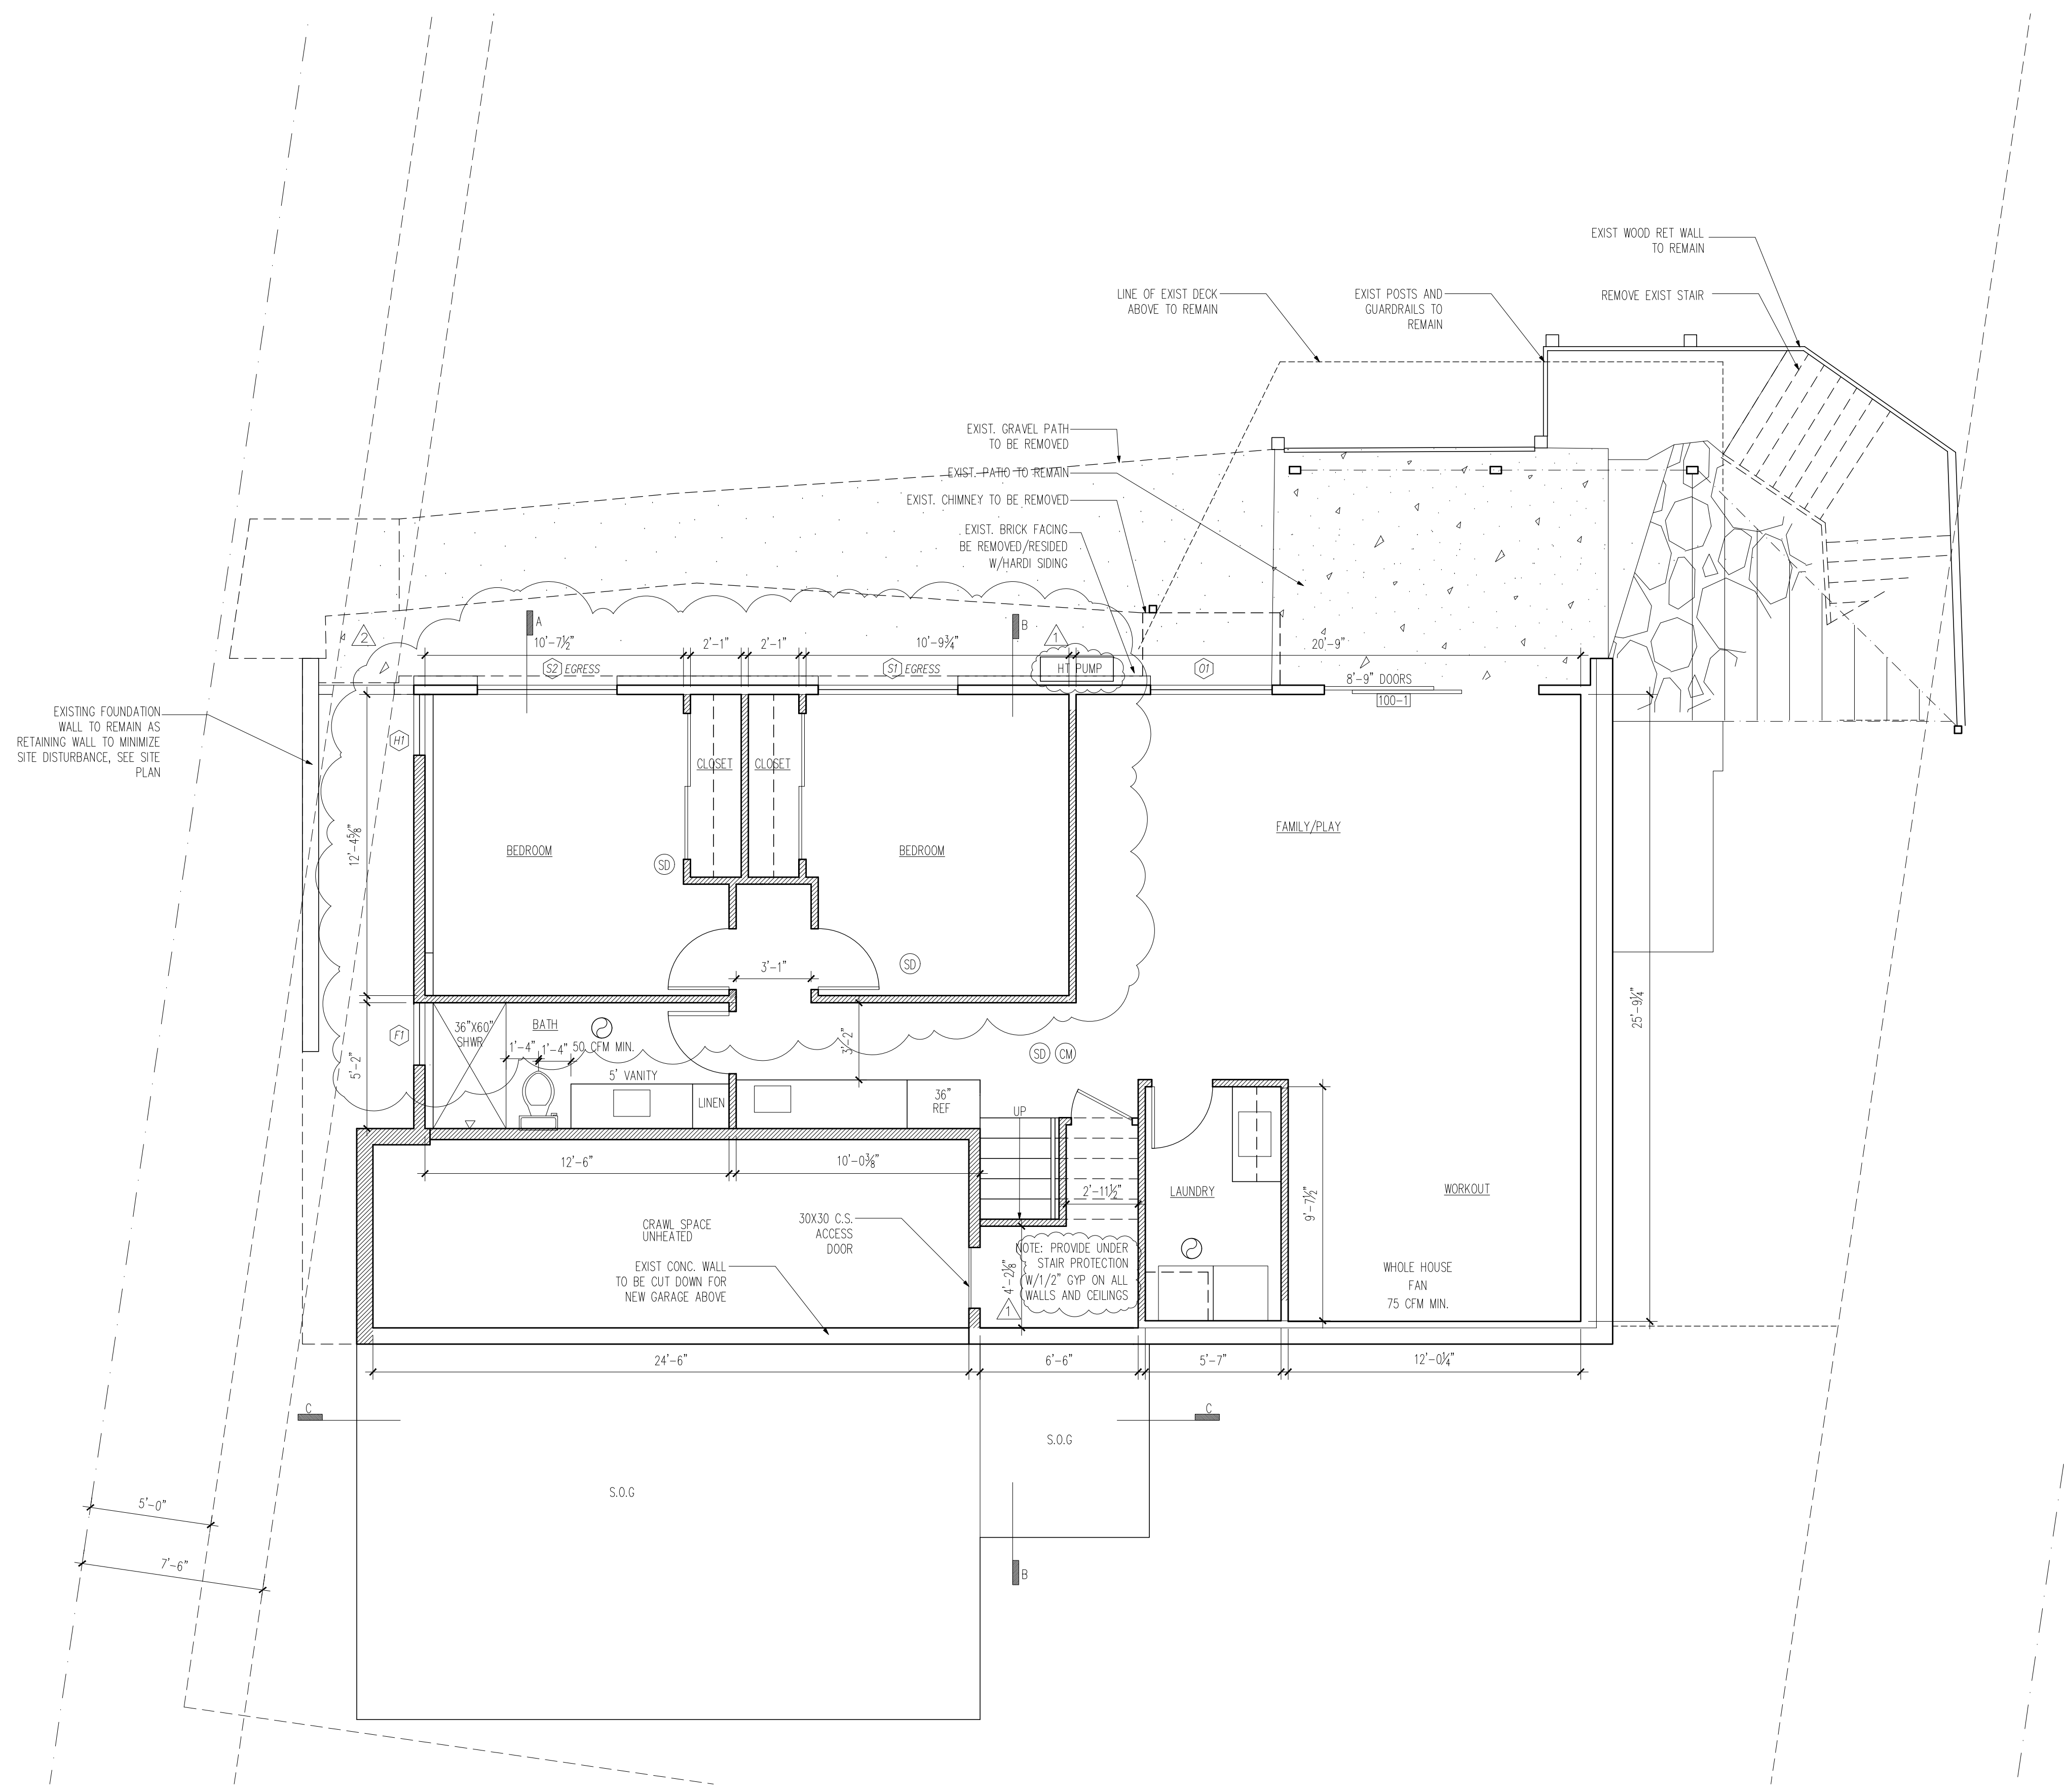 EXIST WOOD RET WALL
TO REMAIN
LINE OF EXIST DECK
ABOVE TO REMAIN
EXIST POSTS AND
GUARDRAILS TO
REMAIN
REMOVE EXIST STAIR
EXIST. GRAVEL PATH
TO BE REMOVED
EXIST. PATIO TO REMAIN
EXIST. CHIMNEY TO BE REMOVED
EXIST. BRICK FACING
BE REMOVED/RESIDED
W/HARDI SIDING
A
B
2
1
10'-7½"
2'-1"
2'-1"
10'-9¾"
20'-9"
S2 EGRESS
S1 EGRESS
HT PUMP
O1
8'-9" DOORS
100-1
EXISTING FOUNDATION
WALL TO REMAIN AS
RETAINING WALL TO MINIMIZE
SITE DISTURBANCE, SEE SITE
PLAN
H1
CLOSET
CLOSET
12'-4⅝"
BEDROOM
SD
BEDROOM
FAMILY/PLAY
SD
3'-1"
25'-9¼"
F1
36"X60"
SHWR
BATH
1'-4"
1'-4"
50 CFM MIN.
3'-2"
SD
CM
5'-2"
5' VANITY
LINEN
36"
REF
UP
12'-6"
10'-0⅜"
2'-11½"
LAUNDRY
9'-7½"
WORKOUT
CRAWL SPACE
UNHEATED
30X30 C.S.
ACCESS
DOOR
EXIST CONC. WALL
TO BE CUT DOWN FOR
NEW GARAGE ABOVE
4'-2⅛"
NOTE: PROVIDE UNDER
STAIR PROTECTION
W/1/2" GYP ON ALL
WALLS AND CEILINGS
1
WHOLE HOUSE
FAN
75 CFM MIN.
24'-6"
6'-6"
5'-7"
12'-0¼"
C
C
S.O.G
S.O.G
5'-0"
7'-6"
B